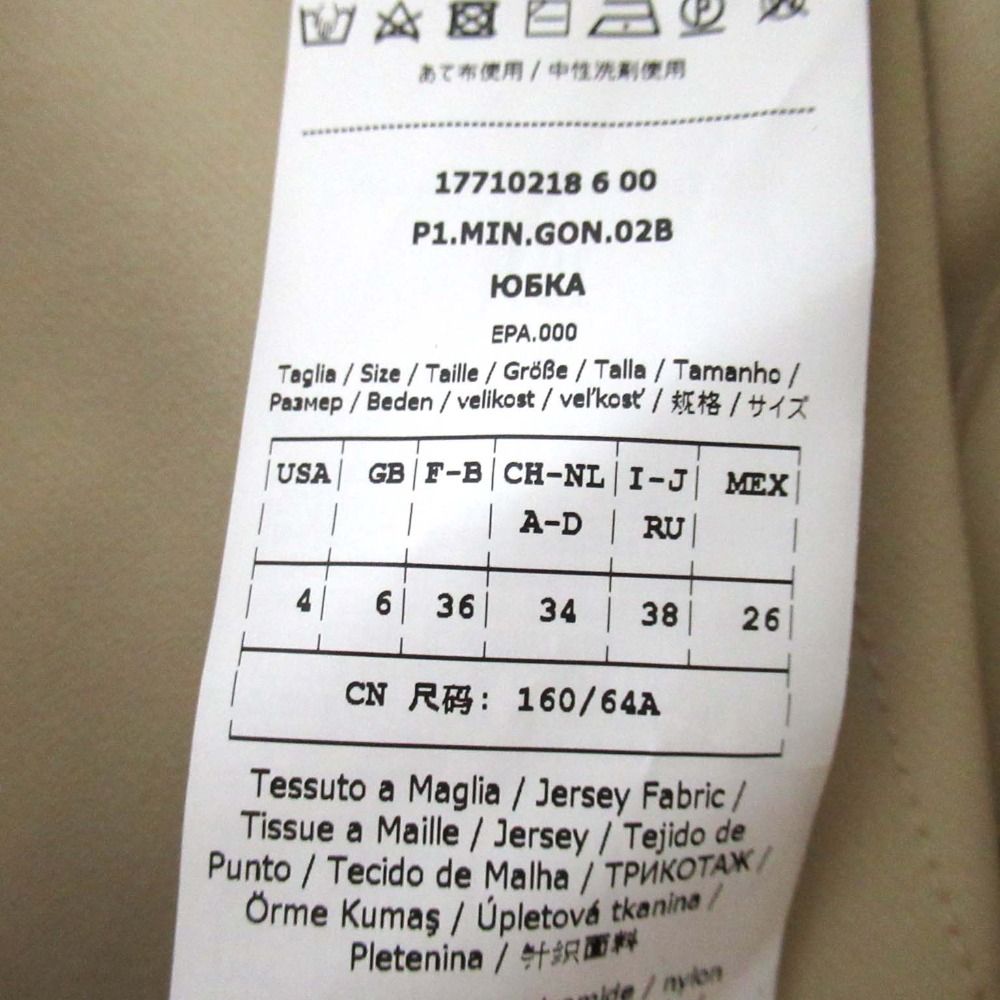 あて布使用 / 中性洗剤使用
17710218 6 00
P1.MIN.GON.02B
ЮБКА
EPA.000
Taglia / Size / Taille / Größe / Talla / Tamanho /
Размер / Beden / velikost / veľkosť / 规格 / サイズ
USA GB F-B CH-NL I-J MEX
A-D RU
4 6 36 34 38 26
CN 尺码: 160/64A
Tessuto a Maglia / Jersey Fabric /
Tissue a Maille / Jersey / Tejido de
Punto / Tecido de Malha / ТРИКОТАЖ /
Örme Kumaş / Úpletová tkanina /
Pletenina / 针织面料
/ nylon